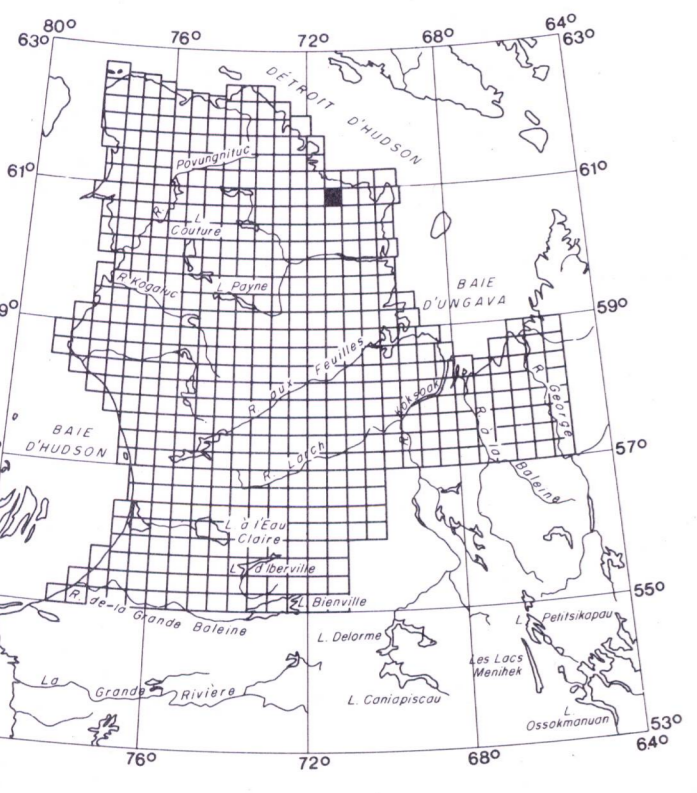 80°
76°
72°
68°
64°
63°
63°
DÉTROIT
D'HUDSON
Povungnituc
61°
61°
R.
L.
Couture
R. Kogaluc
L. Payne
BAIE
D'UNGAVA
9°
59°
R. aux Feuilles
Koksoak
R.
R. George
R. à la
Baleine
BAIE
D'HUDSON
57°
R. Larch
L. à l'Eau
Claire
L. d'Iberville
55°
R. de-la Grande Baleine
L. Bienville
L. Delorme
L. Petitsikapau
Les Lacs
Menihek
La Grande Rivière
L. Caniapiscau
L.
Ossokmanuan
53°
64°
76°
72°
68°